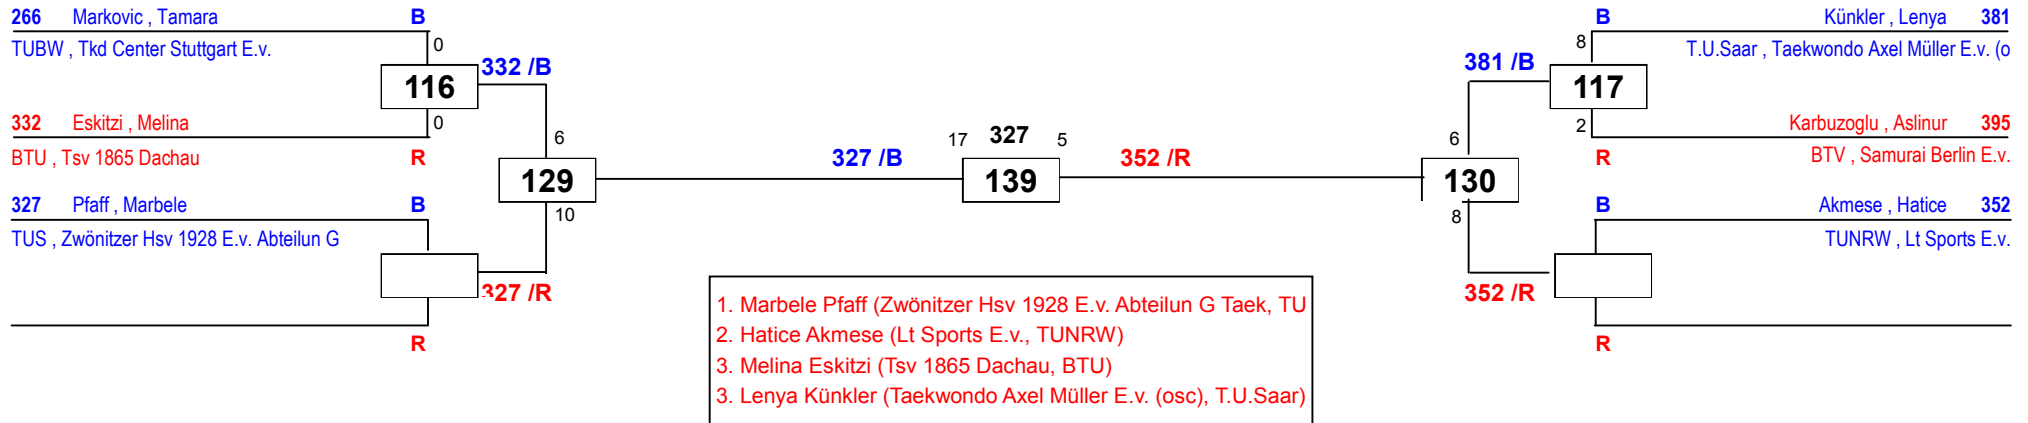 266 Markovic , Tamara B
TUBW , Tkd Center Stuttgart E.v.
0
116
332 /B
0
332 Eskitzi , Melina
BTU , Tsv 1865 Dachau R
6
129
10
327 Pfaff , Marbele B
TUS , Zwönitzer Hsv 1928 E.v. Abteilun G
327 /R
R
327 /B
17 327 5
139
352 /R
B Künkler , Lenya 381
T.U.Saar , Taekwondo Axel Müller E.v. (o
8
381 /B
117
2
Karbuzoglu , Aslinur 395
R BTV , Samurai Berlin E.v.
6
130
8
B Akmese , Hatice 352
TUNRW , Lt Sports E.v.
352 /R
R
1. Marbele Pfaff (Zwönitzer Hsv 1928 E.v. Abteilun G Taek, TU
2. Hatice Akmese (Lt Sports E.v., TUNRW)
3. Melina Eskitzi (Tsv 1865 Dachau, BTU)
3. Lenya Künkler (Taekwondo Axel Müller E.v. (osc), T.U.Saar)